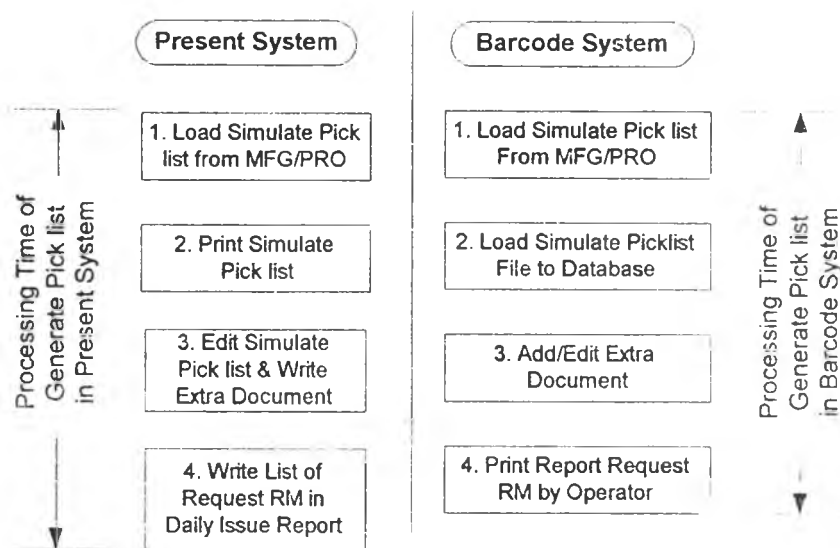 Present System
Processing Time of
Generate Pick list
in Present System
1. Load Simulate Pick
list from MFG/PRO
2. Print Simulate
Pick list
3. Edit Simulate
Pick list & Write
Extra Document
4. Write List of
Request RM in
Daily Issue Report
Barcode System
1. Load Simulate Pick list
From MFG/PRO
2. Load Simulate Picklist
File to Database
3. Add/Edit Extra
Document
4. Print Report Request
RM by Operator
Processing Time of
Generate Pick list
in Barcode System